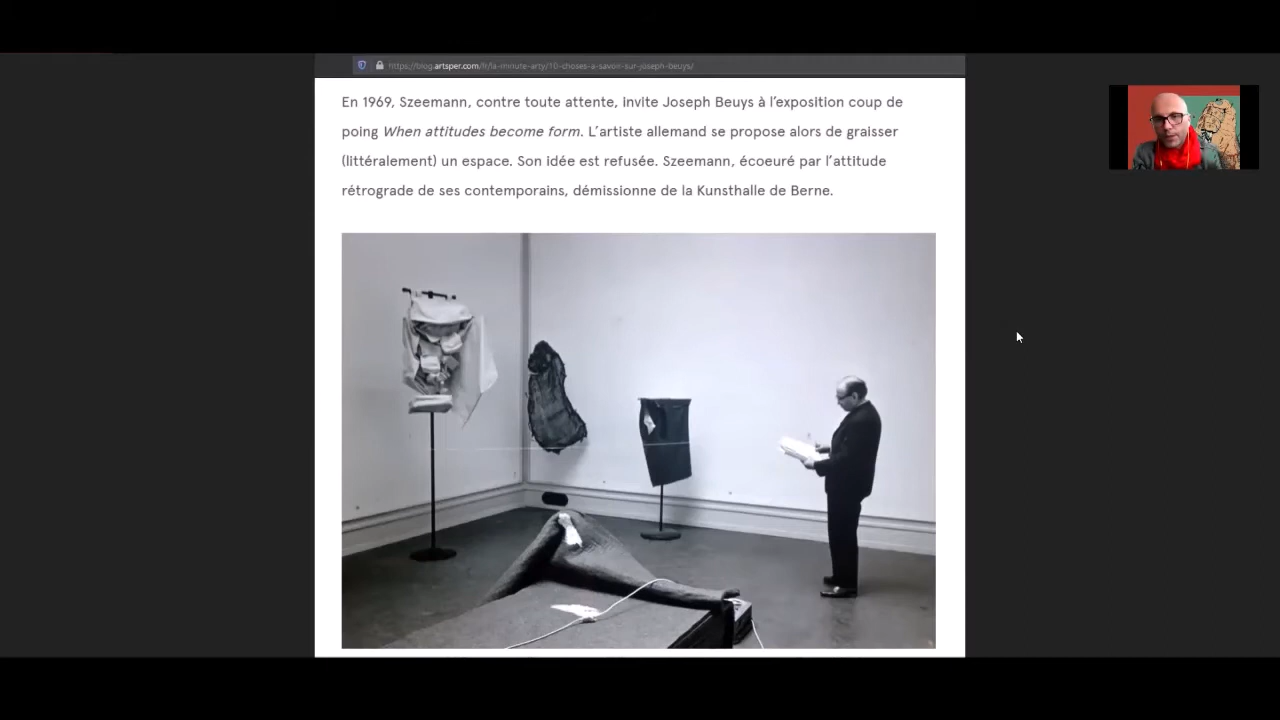 https://blog.artsper.com/fr/la-minute-arty/10-choses-a-savoir-sur-joseph-beuys/
En 1969, Szeemann, contre toute attente, invite Joseph Beuys à l’exposition coup de
poing When attitudes become form. L’artiste allemand se propose alors de graisser
(littéralement) un espace. Son idée est refusée. Szeemann, écoeuré par l’attitude
rétrograde de ses contemporains, démissionne de la Kunsthalle de Berne.